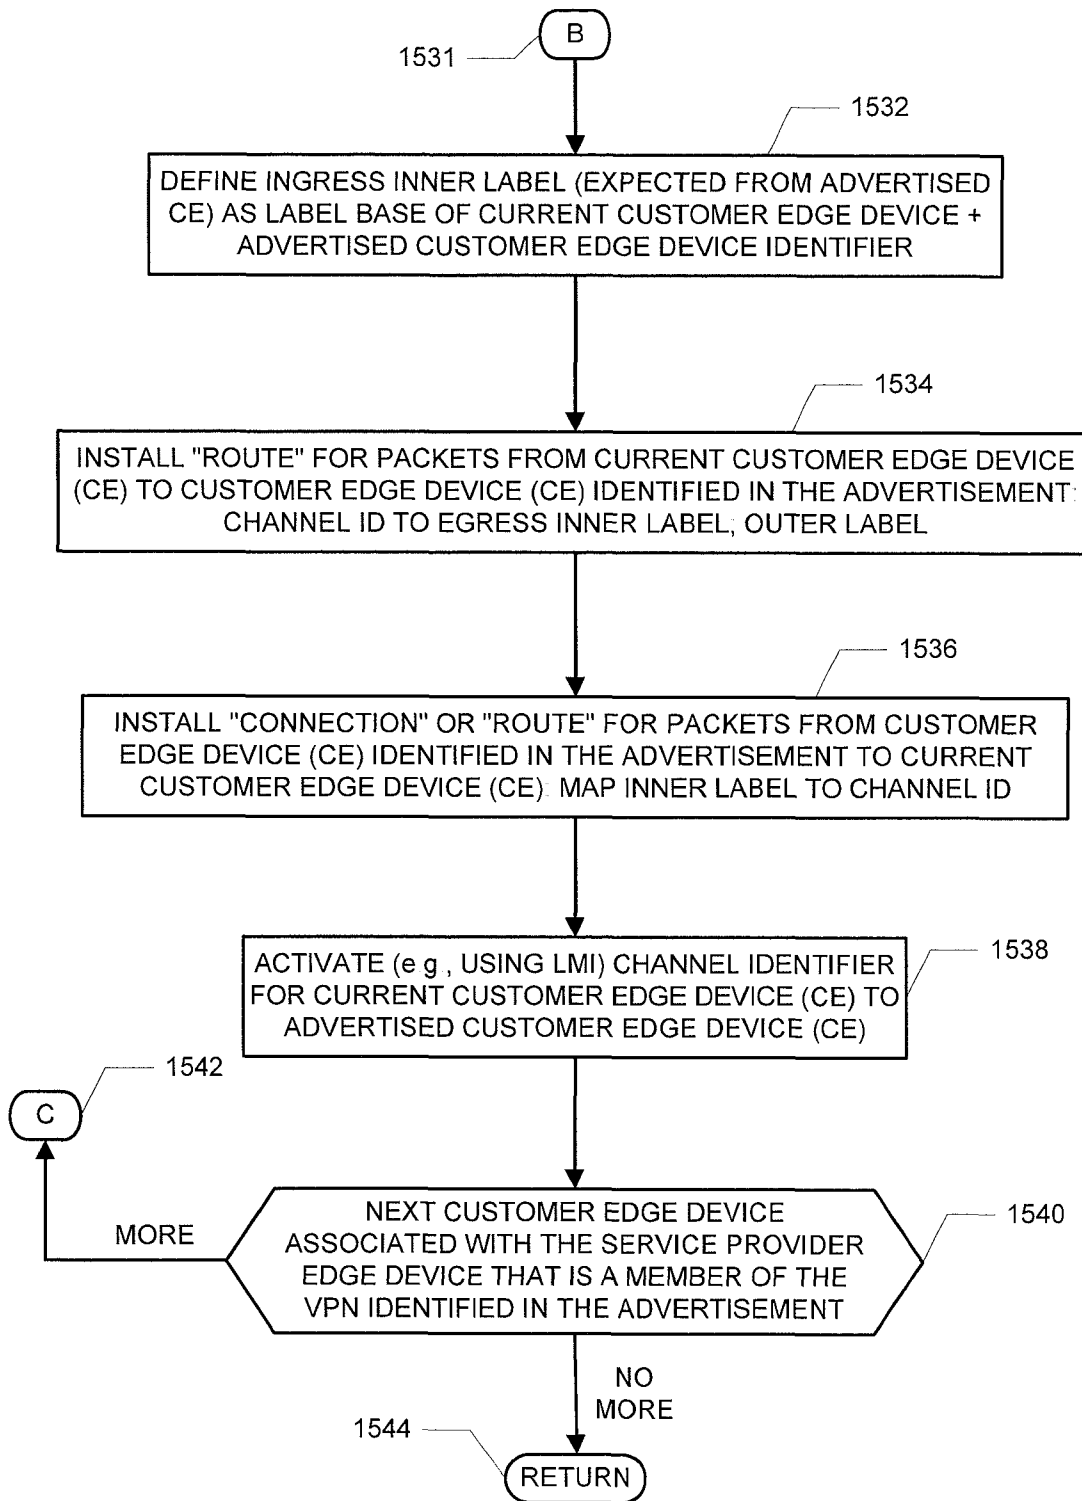 B
1531
1532
DEFINE INGRESS INNER LABEL (EXPECTED FROM ADVERTISED
CE) AS LABEL BASE OF CURRENT CUSTOMER EDGE DEVICE +
ADVERTISED CUSTOMER EDGE DEVICE IDENTIFIER
1534
INSTALL "ROUTE" FOR PACKETS FROM CURRENT CUSTOMER EDGE DEVICE
(CE) TO CUSTOMER EDGE DEVICE (CE) IDENTIFIED IN THE ADVERTISEMENT:
CHANNEL ID TO EGRESS INNER LABEL; OUTER LABEL
1536
INSTALL "CONNECTION" OR "ROUTE" FOR PACKETS FROM CUSTOMER
EDGE DEVICE (CE) IDENTIFIED IN THE ADVERTISEMENT TO CURRENT
CUSTOMER EDGE DEVICE (CE): MAP INNER LABEL TO CHANNEL ID
1538
ACTIVATE (e g , USING LMI) CHANNEL IDENTIFIER
FOR CURRENT CUSTOMER EDGE DEVICE (CE) TO
ADVERTISED CUSTOMER EDGE DEVICE (CE)
1542
C
MORE
NEXT CUSTOMER EDGE DEVICE
ASSOCIATED WITH THE SERVICE PROVIDER
EDGE DEVICE THAT IS A MEMBER OF THE
VPN IDENTIFIED IN THE ADVERTISEMENT
1540
NO
MORE
1544
RETURN